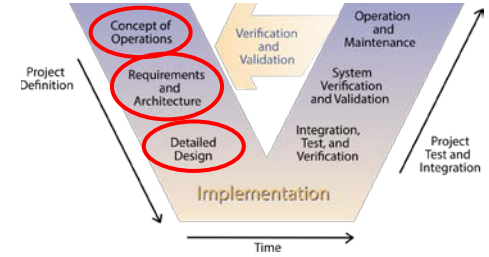 Concept of
Operations
Verification
and
Validation
Operation
and
Maintenance
Project
Definition
Requirements
and
Architecture
System
Verification
and Validation
Detailed
Design
Integration,
Test, and
Verification
Project
Test and
Integration
Implementation
Time